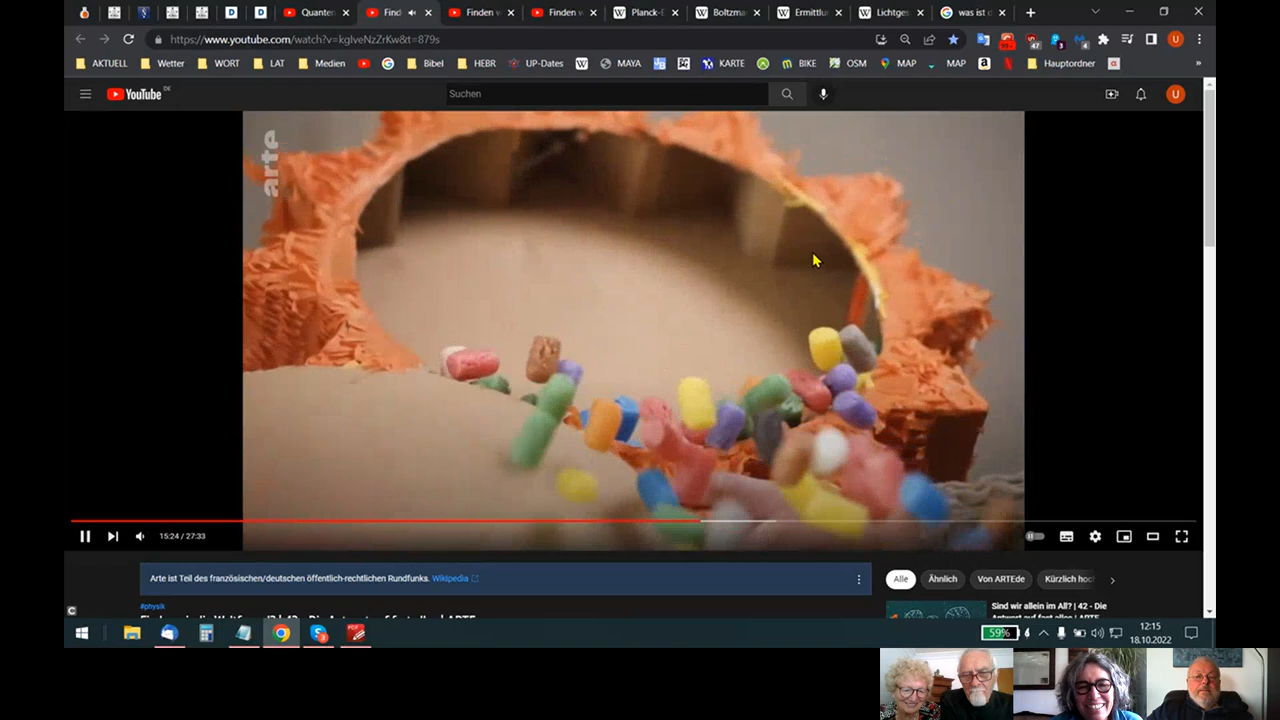 Quanten
Find
Finden w
Finden w
Planck-E
Boltzma
Ermittlu
Lichtges
was ist d
https://www.youtube.com/watch?v=kgIveNzZrKw&t=879s
AKTUELL
Wetter
WORT
LAT
Medien
Bibel
HEBR
UP-Dates
MAYA
KARTE
BIKE
OSM
MAP
MAP
Hauptordner
YouTube DE
Suchen
arte
15:24 / 27:33
Arte ist Teil des französischen/deutschen öffentlich-rechtlichen Rundfunks. Wikipedia
Alle
Ähnlich
Von ARTEde
Kürzlich hoc
#physik
Sind wir allein im All? | 42 - Die
59%
12:15
18.10.2022